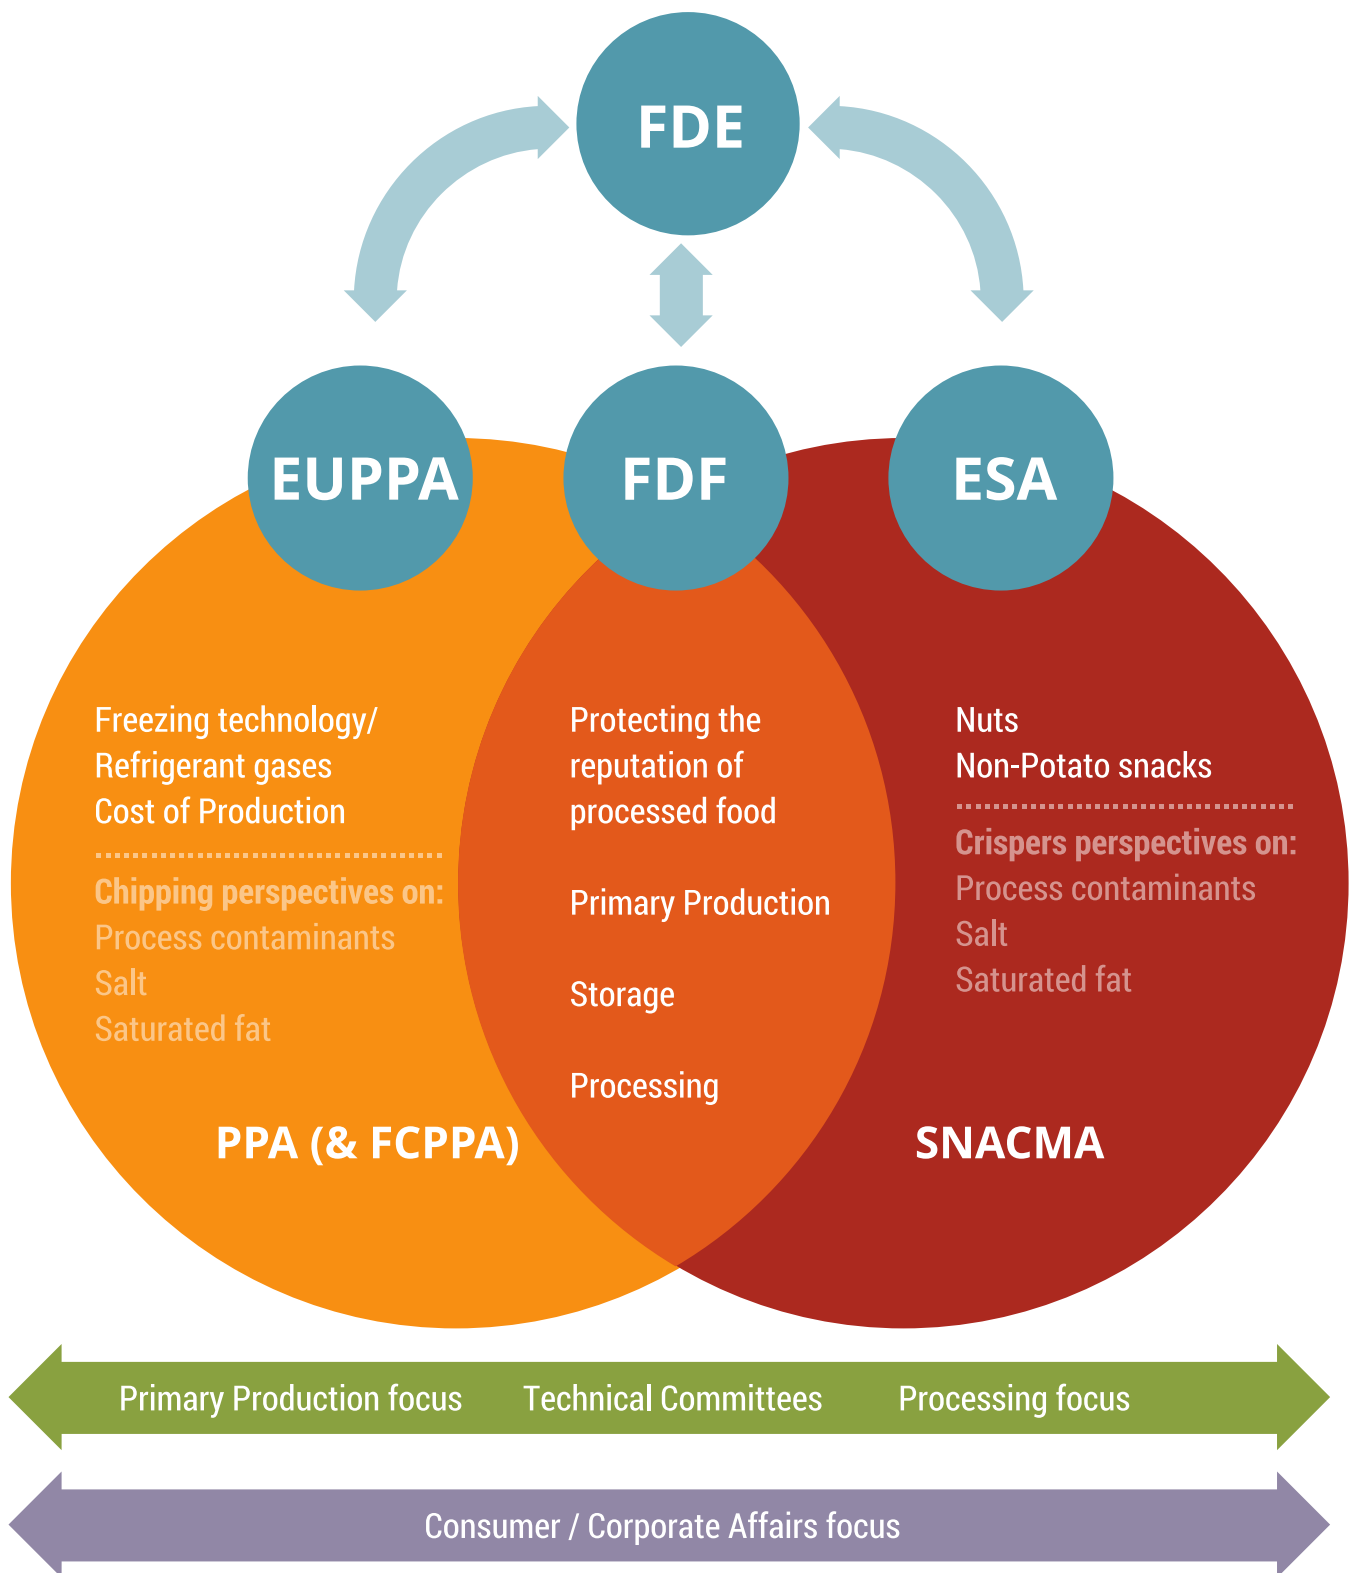 FDE
EUPPA
FDF
ESA
Freezing technology/
Refrigerant gases
Cost of Production
Chipping perspectives on:
Process contaminants
Salt
Saturated fat
PPA (& FCPPA)
Protecting the
reputation of
processed food
Primary Production
Storage
Processing
Nuts
Non-Potato snacks
Crispers perspectives on:
Process contaminants
Salt
Saturated fat
SNACMA
Primary Production focus
Technical Committees
Processing focus
Consumer / Corporate Affairs focus